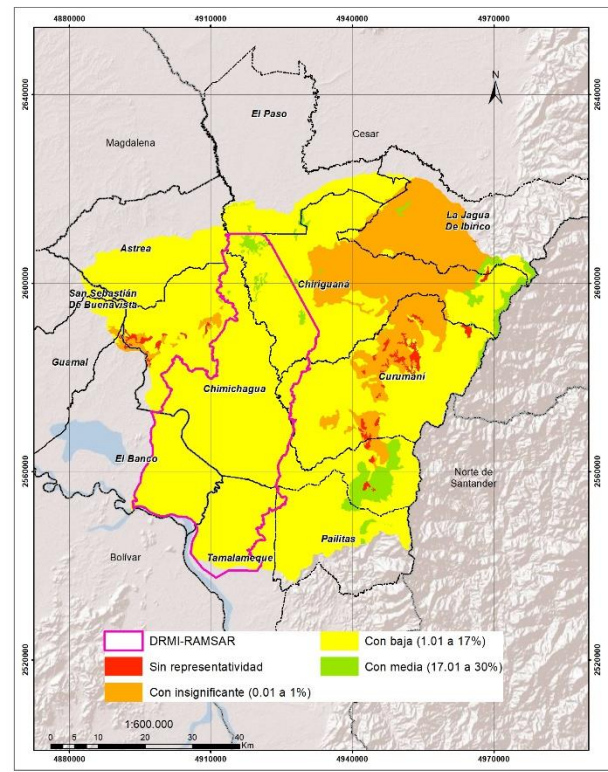 4880000 4910000 4940000 4970000
2640000 2640000
N
El Paso
Magdalena
Cesar
La Jagua
De Ibirico
Astrea
2600000 2600000
San Sebastián
De Buenavista
Chiriguaná
Guamal
Chimichagua
Curumaní
El Banco
2560000 2560000
Norte de
Santander
Bolívar
Tamalameque
Pailitas
DRMI-RAMSAR
Con baja (1.01 a 17%)
Sin representatividad
Con media (17.01 a 30%)
Con insignificante (0.01 a 1%)
2520000 2520000
1:600.000
0 5 10 20 30 40
Km
4880000 4910000 4940000 4970000